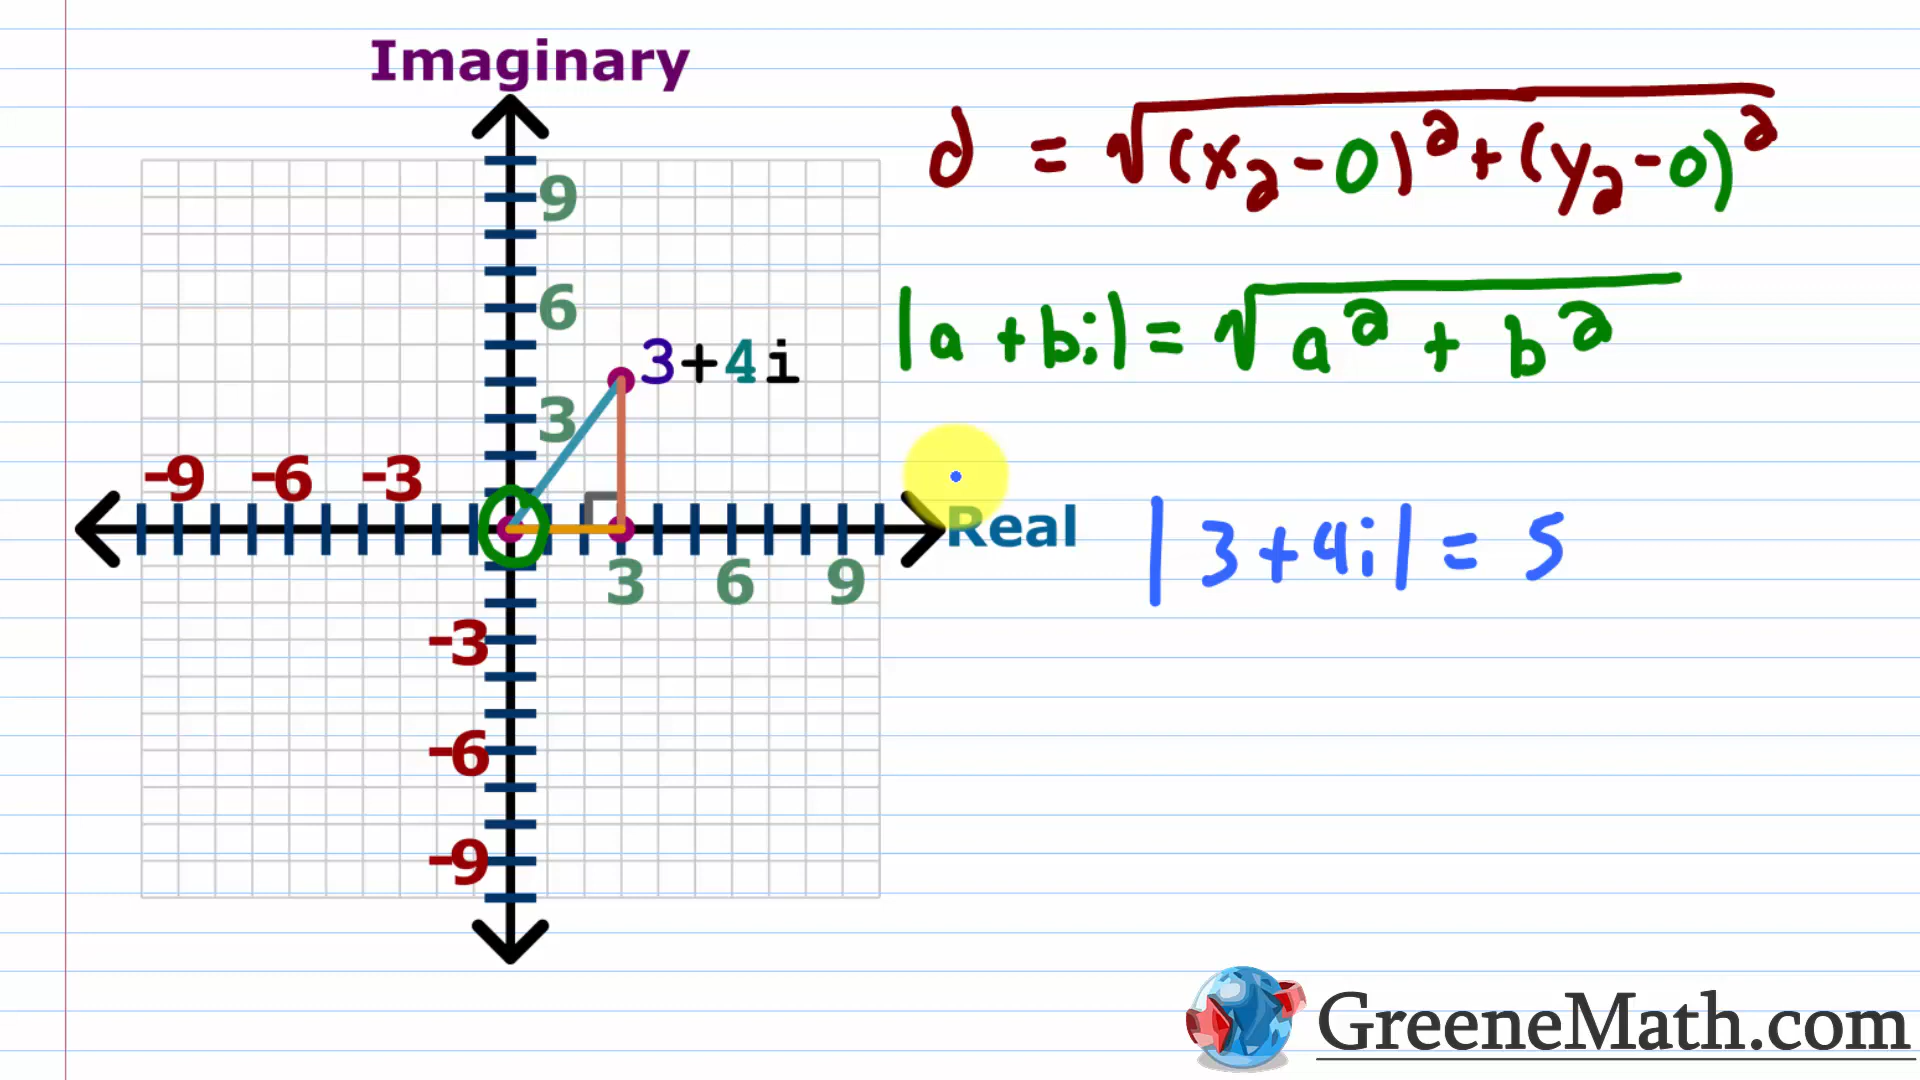 Imaginary
d = √(x₂-0)²+(y₂-0)²
9
6
|a + bi| = √a² + b²
3+4i
3
-9 -6 -3
Real
|3+4i| = 5
3 6 9
-3
-6
-9
GreeneMath.com